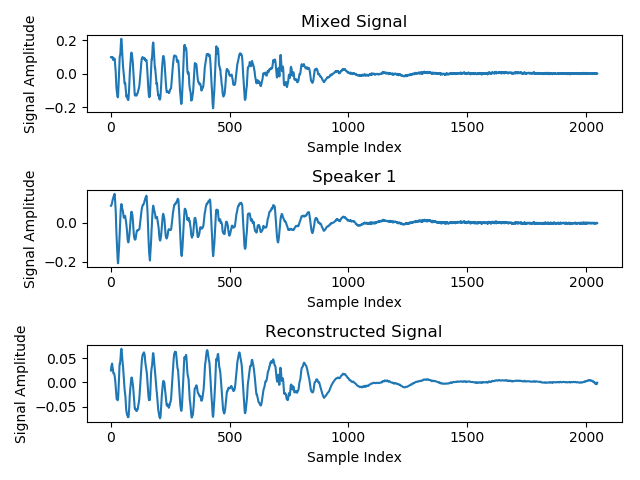 Mixed Signal
Signal Amplitude
0.2
0.0
−0.2
0
500
1000
1500
2000
Sample Index
Speaker 1
Signal Amplitude
0.0
−0.2
0
500
1000
1500
2000
Sample Index
Reconstructed Signal
Signal Amplitude
0.05
0.00
−0.05
0
500
1000
1500
2000
Sample Index